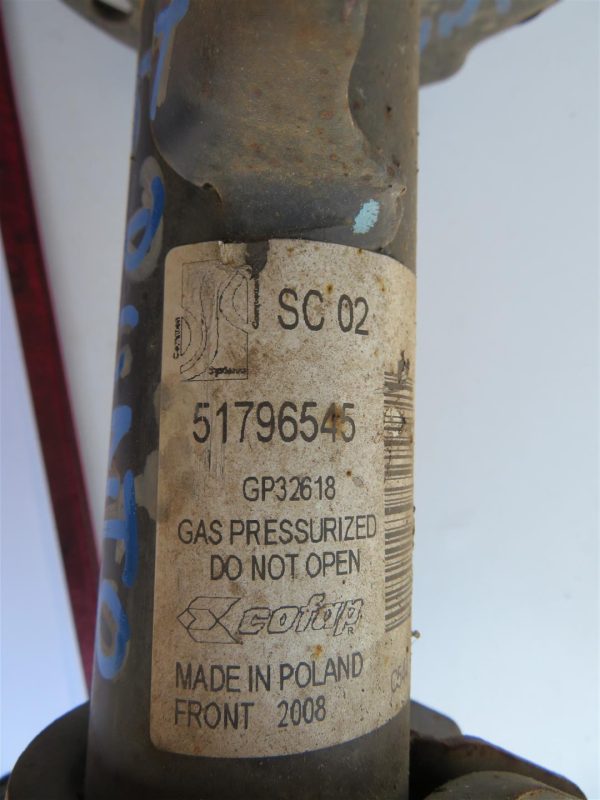 SC 02
51796545
GP32618
GAS PRESSURIZED
DO NOT OPEN
cofap
MADE IN POLAND
FRONT 2008